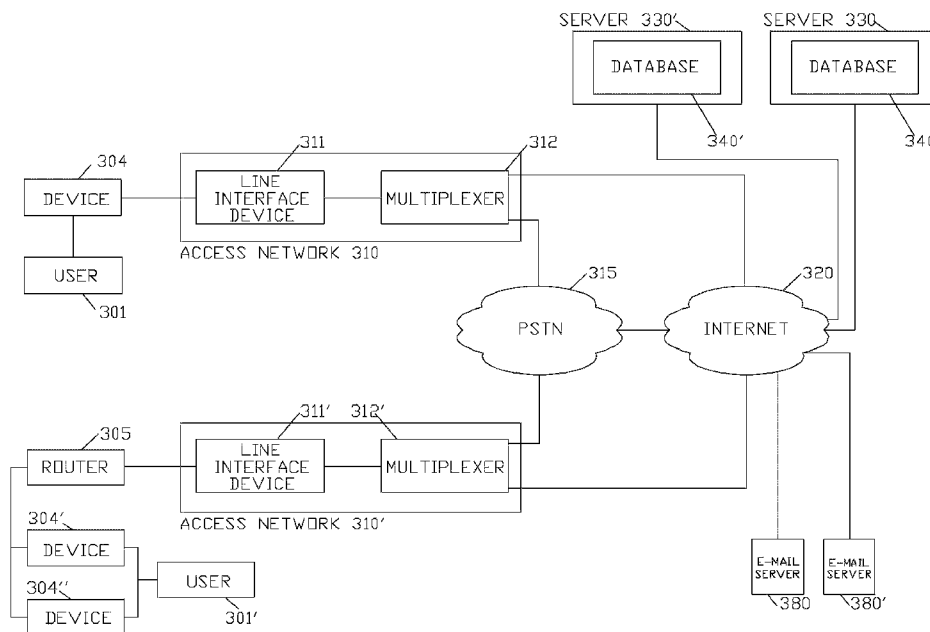 SERVER 330' SERVER 330
DATABASE DATABASE
340' 340
304 311 312
DEVICE
LINE
INTERFACE
DEVICE
MULTIPLEXER
ACCESS NETWORK 310
USER
301
315 320
PSTN INTERNET
305 311' 312'
ROUTER
LINE
INTERFACE
DEVICE
MULTIPLEXER
ACCESS NETWORK 310'
304'
DEVICE
304''
DEVICE
USER
301'
E-MAIL
SERVER
380
E-MAIL
SERVER
380'